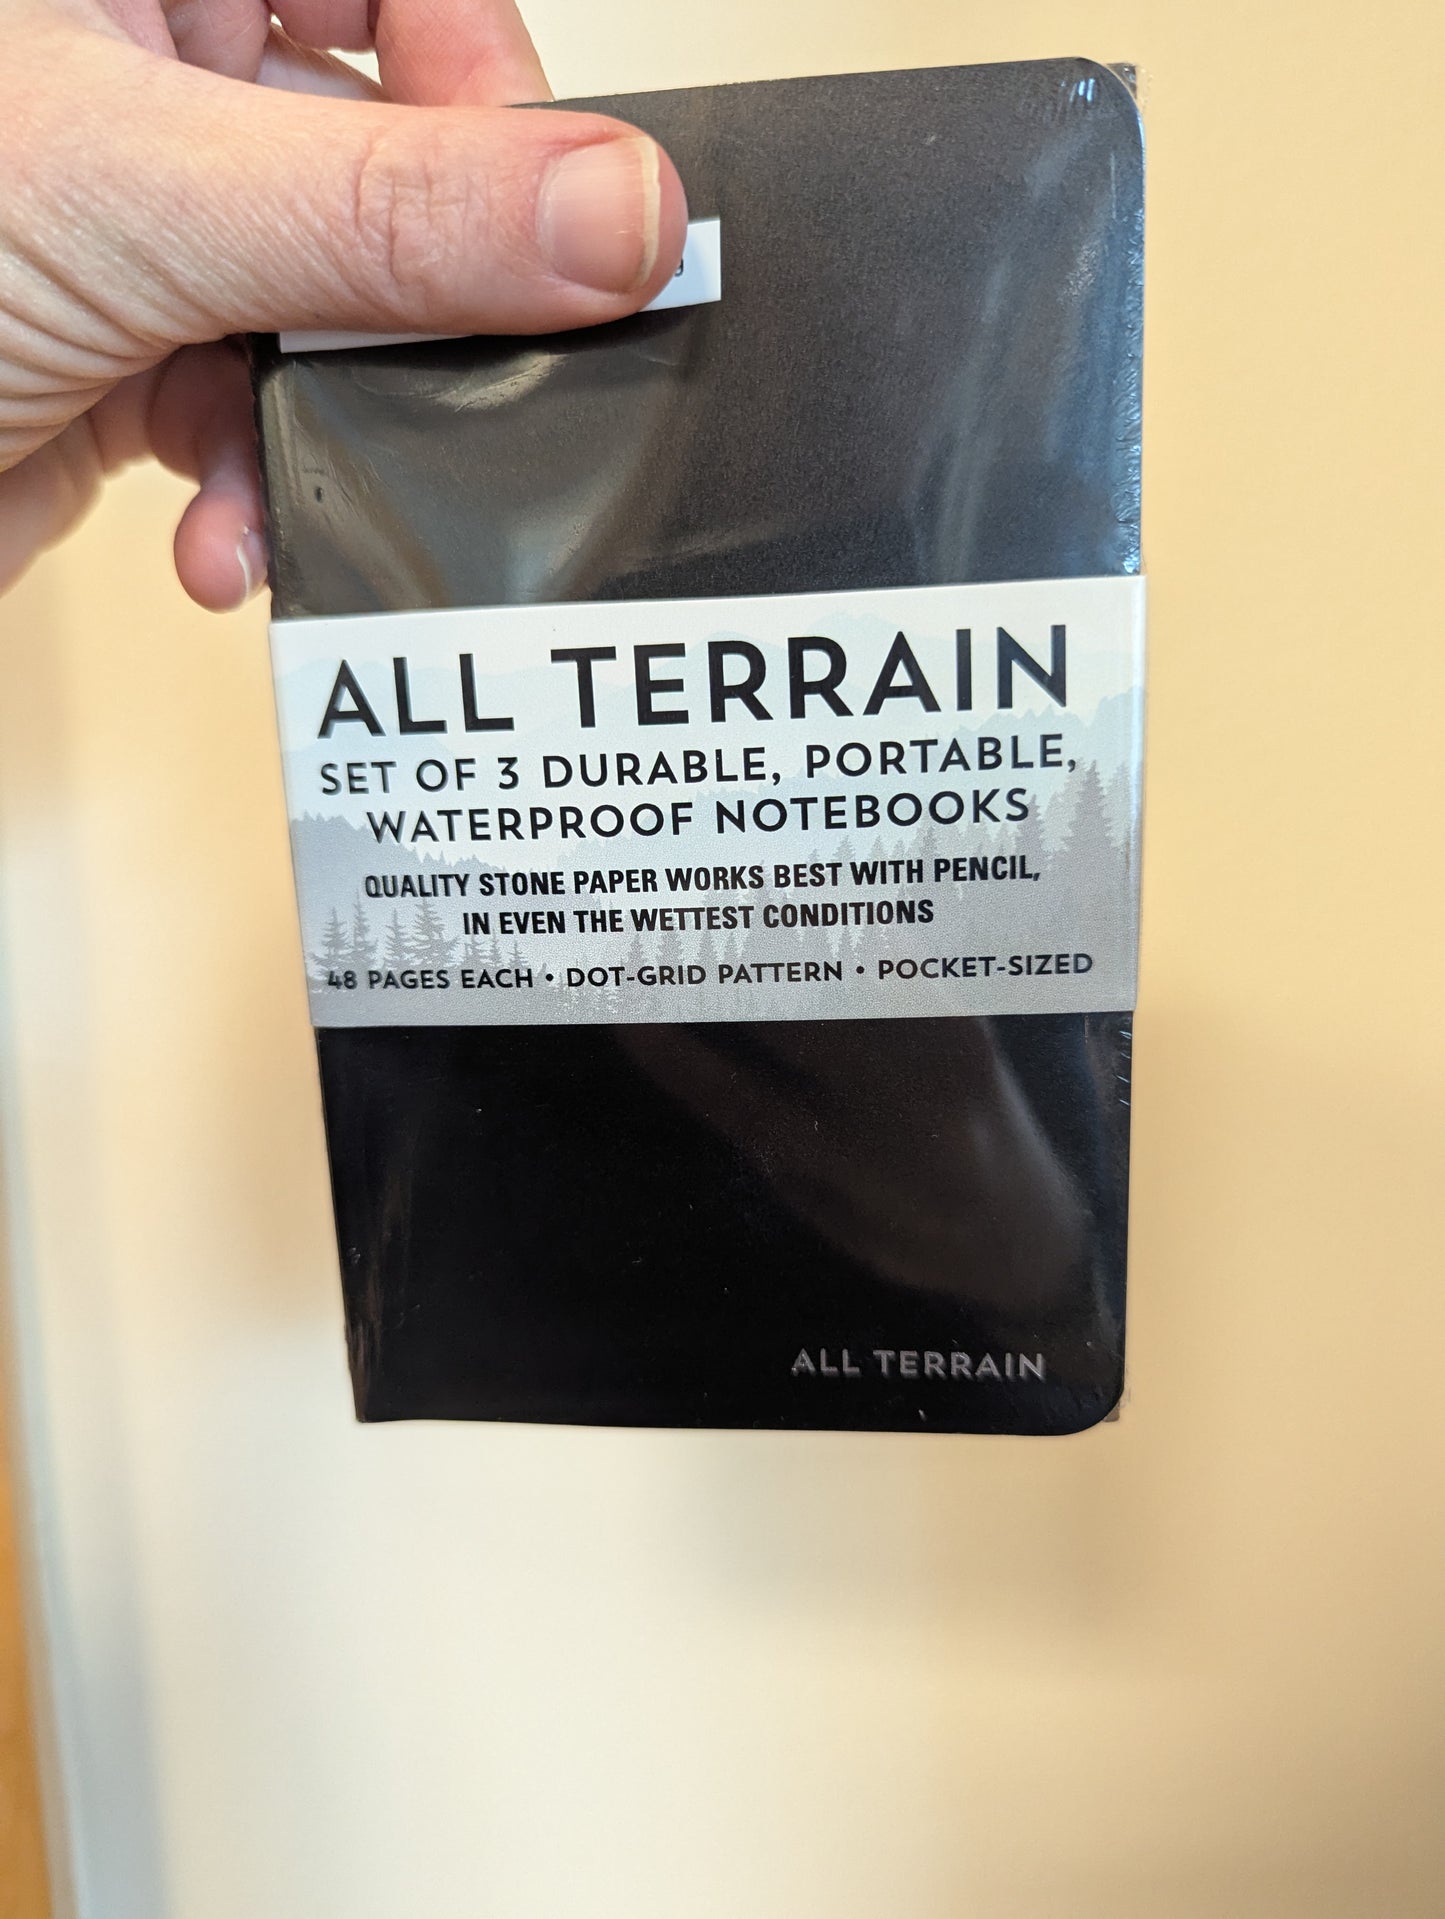 ALL TERRAIN
SET OF 3 DURABLE, PORTABLE,
WATERPROOF NOTEBOOKS
QUALITY STONE PAPER WORKS BEST WITH PENCIL,
IN EVEN THE WETTEST CONDITIONS
48 PAGES EACH • DOT-GRID PATTERN • POCKET-SIZED
ALL TERRAIN